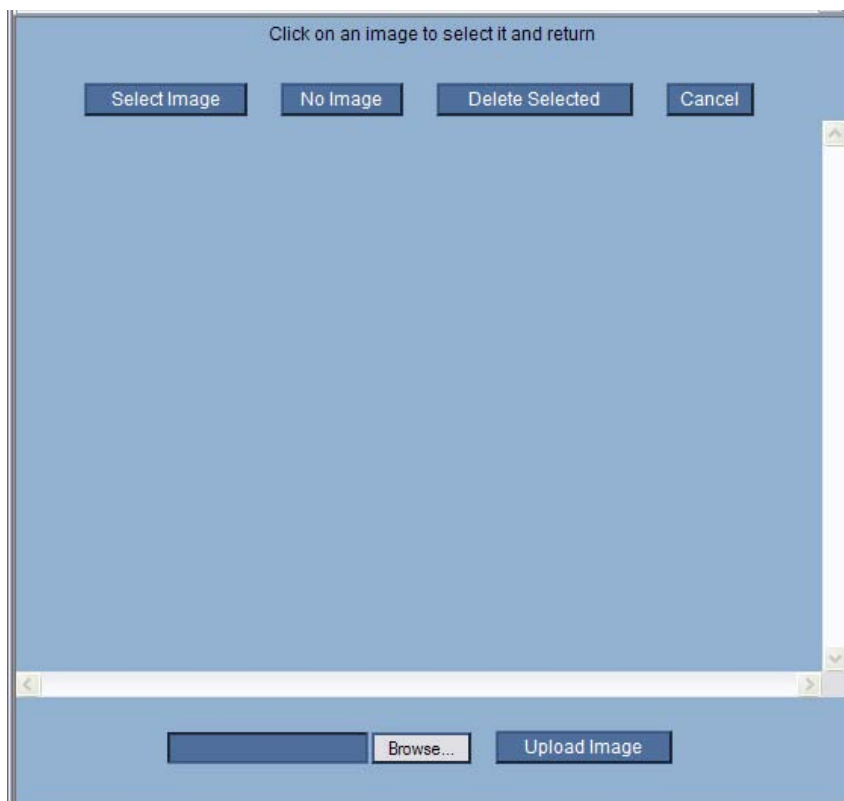 Click on an image to select it and return
Select Image No Image Delete Selected Cancel
Browse... Upload Image